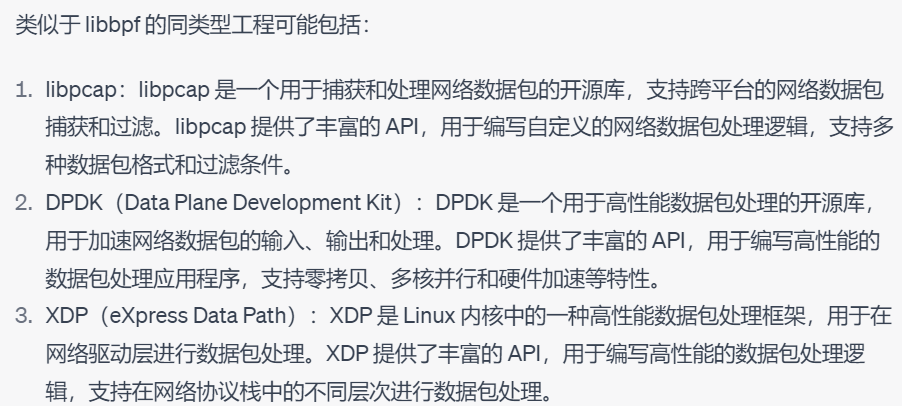 类似于 libbpf 的同类型工程可能包括：
1. libpcap：libpcap 是一个用于捕获和处理网络数据包的开源库，支持跨平台的网络数据包
捕获和过滤。libpcap 提供了丰富的 API，用于编写自定义的网络数据包处理逻辑，支持多
种数据包格式和过滤条件。
2. DPDK（Data Plane Development Kit）：DPDK 是一个用于高性能数据包处理的开源库，
用于加速网络数据包的输入、输出和处理。DPDK 提供了丰富的 API，用于编写高性能的
数据包处理应用程序，支持零拷贝、多核并行和硬件加速等特性。
3. XDP（eXpress Data Path）：XDP 是 Linux 内核中的一种高性能数据包处理框架，用于在
网络驱动层进行数据包处理。XDP 提供了丰富的 API，用于编写高性能的数据包处理逻
辑，支持在网络协议栈中的不同层次进行数据包处理。